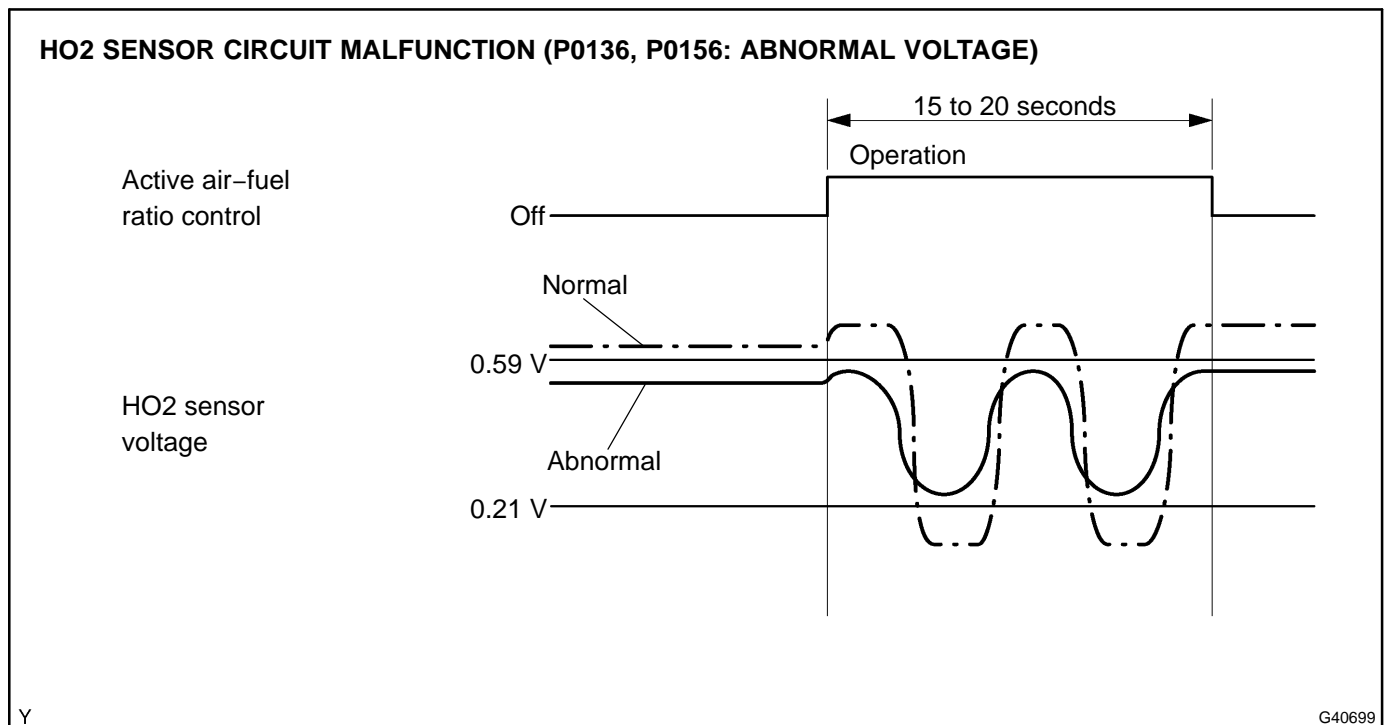 HO2 SENSOR CIRCUIT MALFUNCTION (P0136, P0156: ABNORMAL VOLTAGE)
15 to 20 seconds
Operation
Active air−fuel
ratio control
Off
Normal
0.59 V
HO2 sensor
voltage
Abnormal
0.21 V
Y
G40699